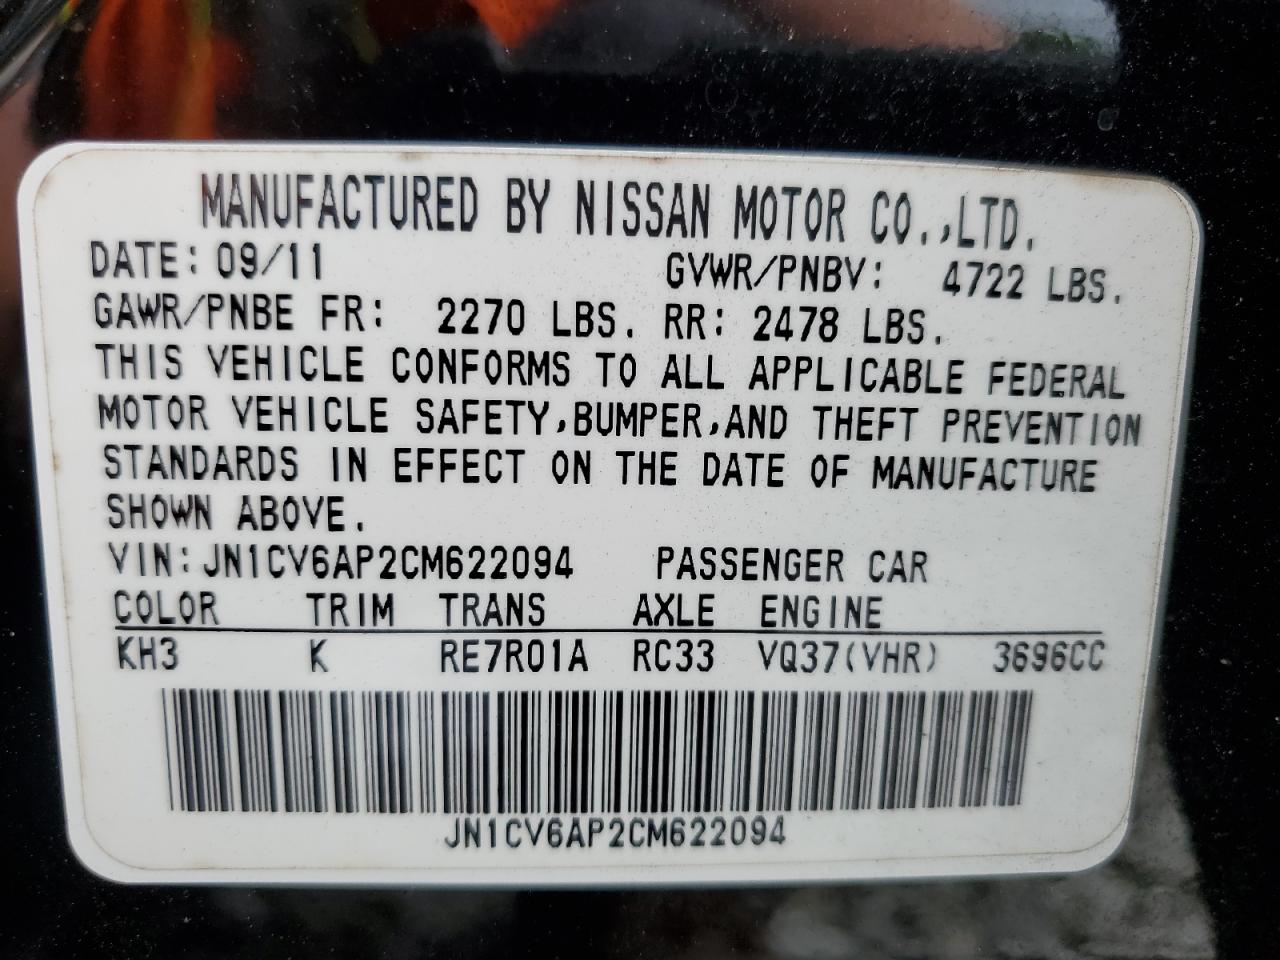 MANUFACTURED BY NISSAN MOTOR CO.,LTD.
DATE: 09/11 GVWR/PNBV: 4722 LBS.
GAWR/PNBE FR: 2270 LBS. RR: 2478 LBS.
THIS VEHICLE CONFORMS TO ALL APPLICABLE FEDERAL
MOTOR VEHICLE SAFETY,BUMPER,AND THEFT PREVENTION
STANDARDS IN EFFECT ON THE DATE OF MANUFACTURE
SHOWN ABOVE.
VIN:JN1CV6AP2CM622094 PASSENGER CAR
COLOR TRIM TRANS AXLE ENGINE
KH3 K RE7R01A RC33 VQ37(VHR) 3696CC
JN1CV6AP2CM622094